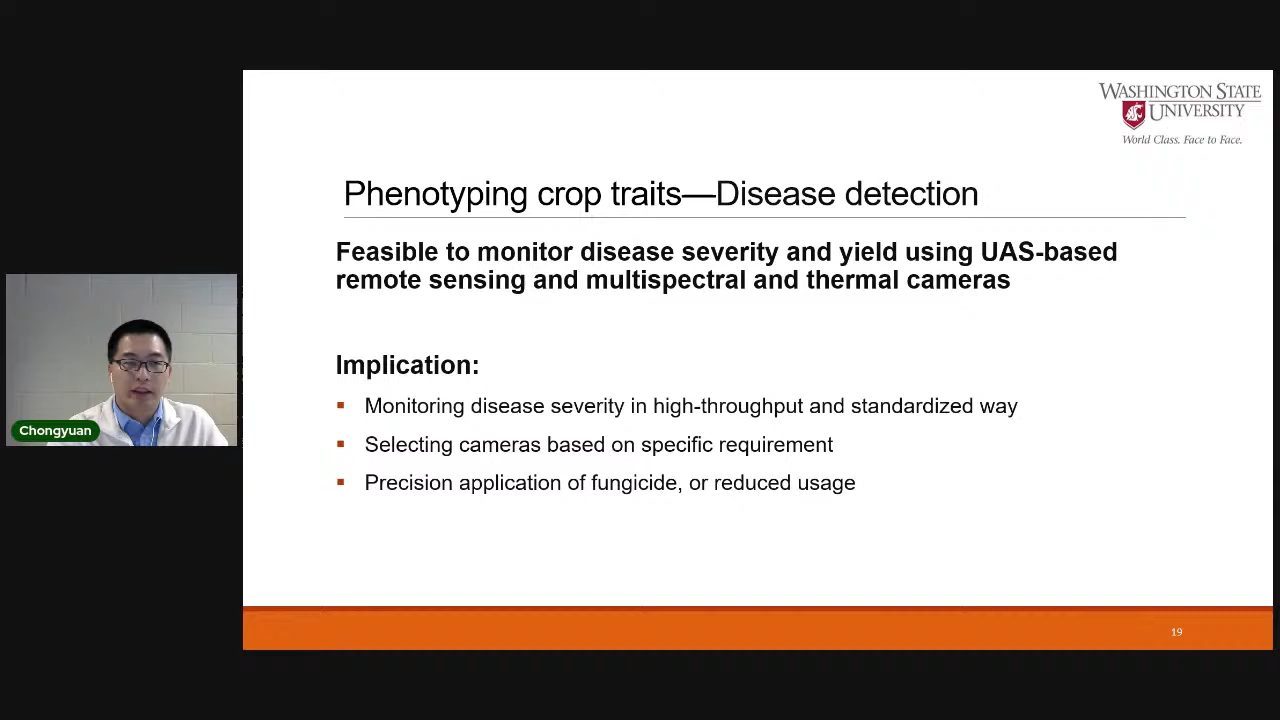 WASHINGTON STATE
UNIVERSITY
World Class. Face to Face.
Phenotyping crop traits—Disease detection
Feasible to monitor disease severity and yield using UAS-based
remote sensing and multispectral and thermal cameras
Implication:
Monitoring disease severity in high-throughput and standardized way
Selecting cameras based on specific requirement
Precision application of fungicide, or reduced usage
19
Chongyuan